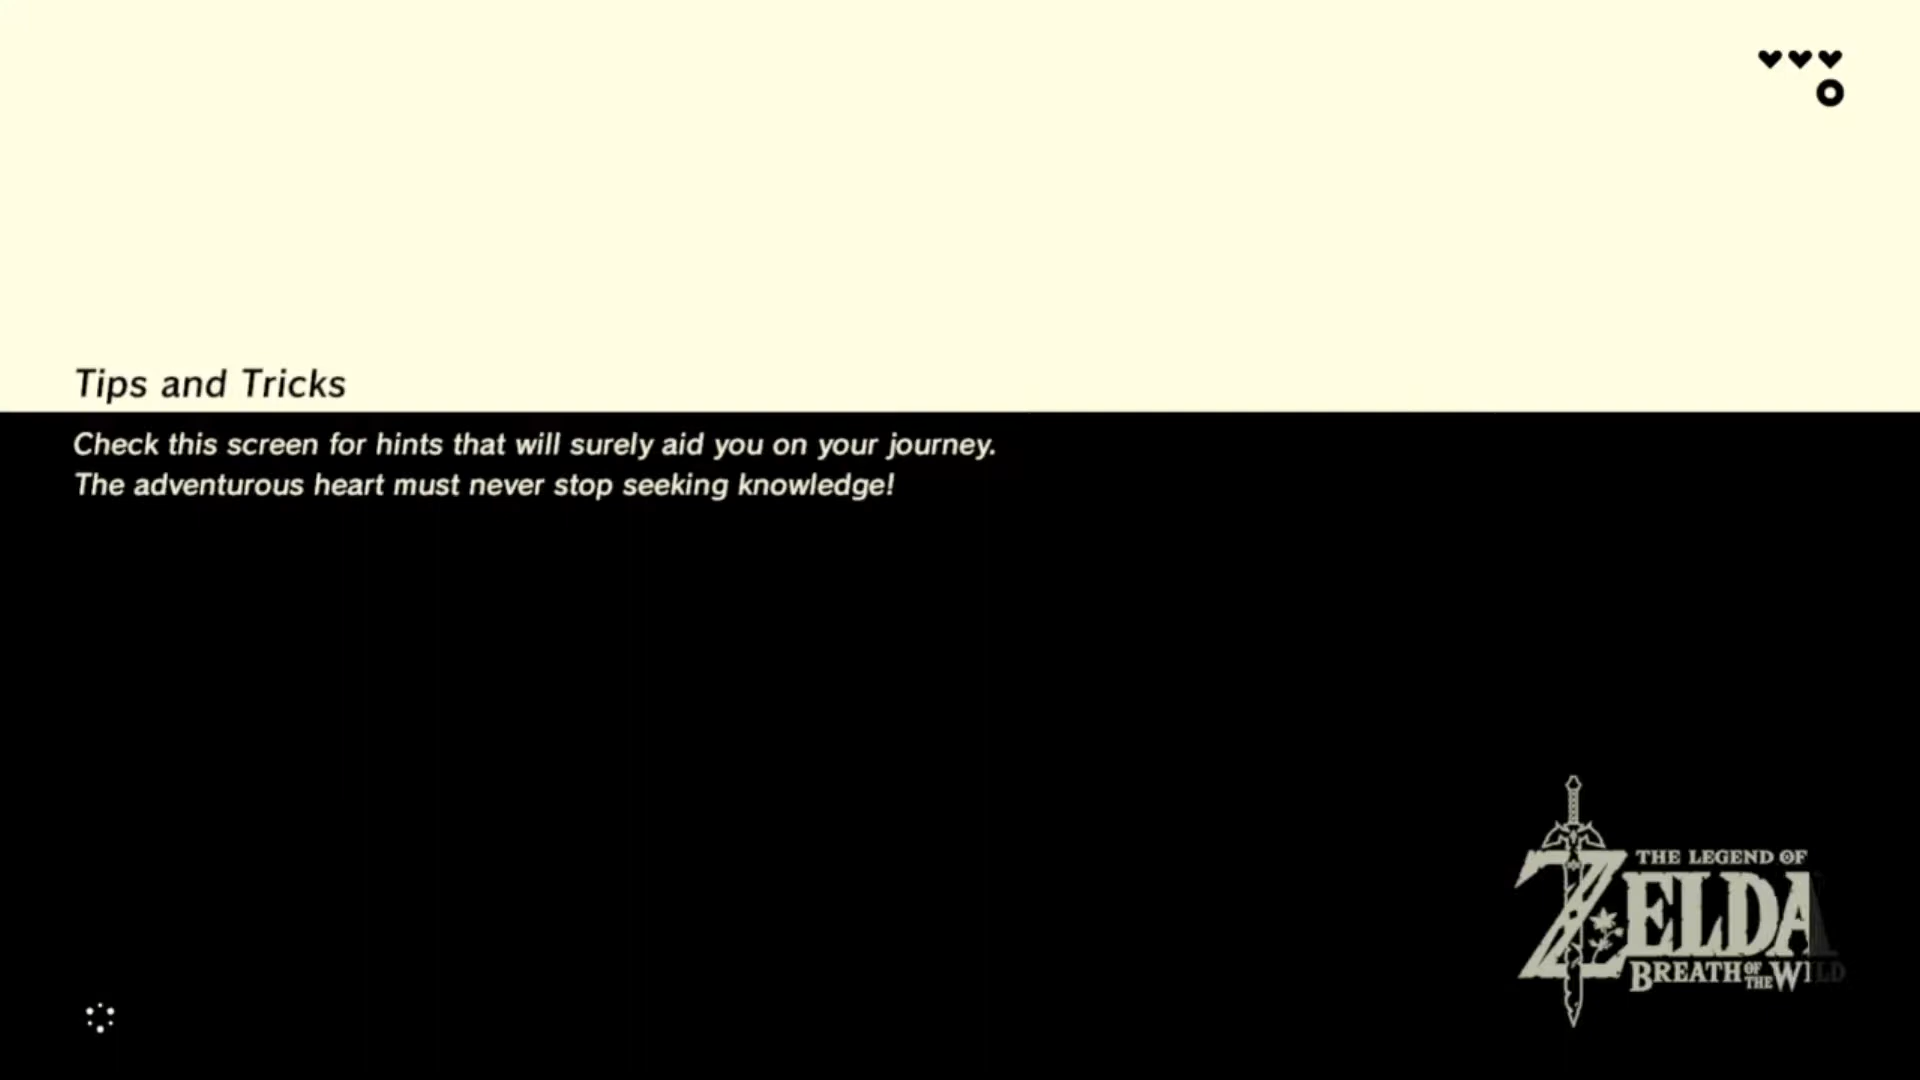 Tips and Tricks
Check this screen for hints that will surely aid you on your journey.
The adventurous heart must never stop seeking knowledge!
THE LEGEND OF
ZELDA
BREATH OF THE WILD